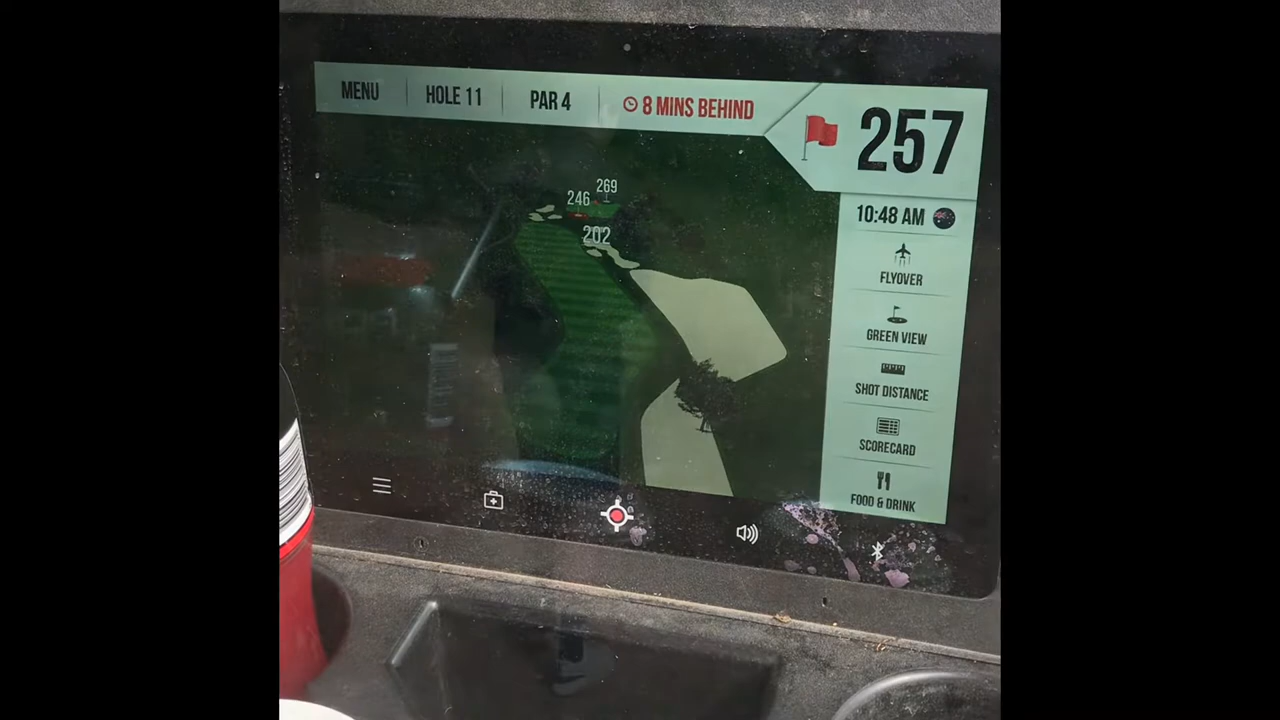 MENU
HOLE 11
PAR 4
8 MINS BEHIND
257
269
246
202
10:48 AM
FLYOVER
GREEN VIEW
SHOT DISTANCE
SCORECARD
FOOD & DRINK